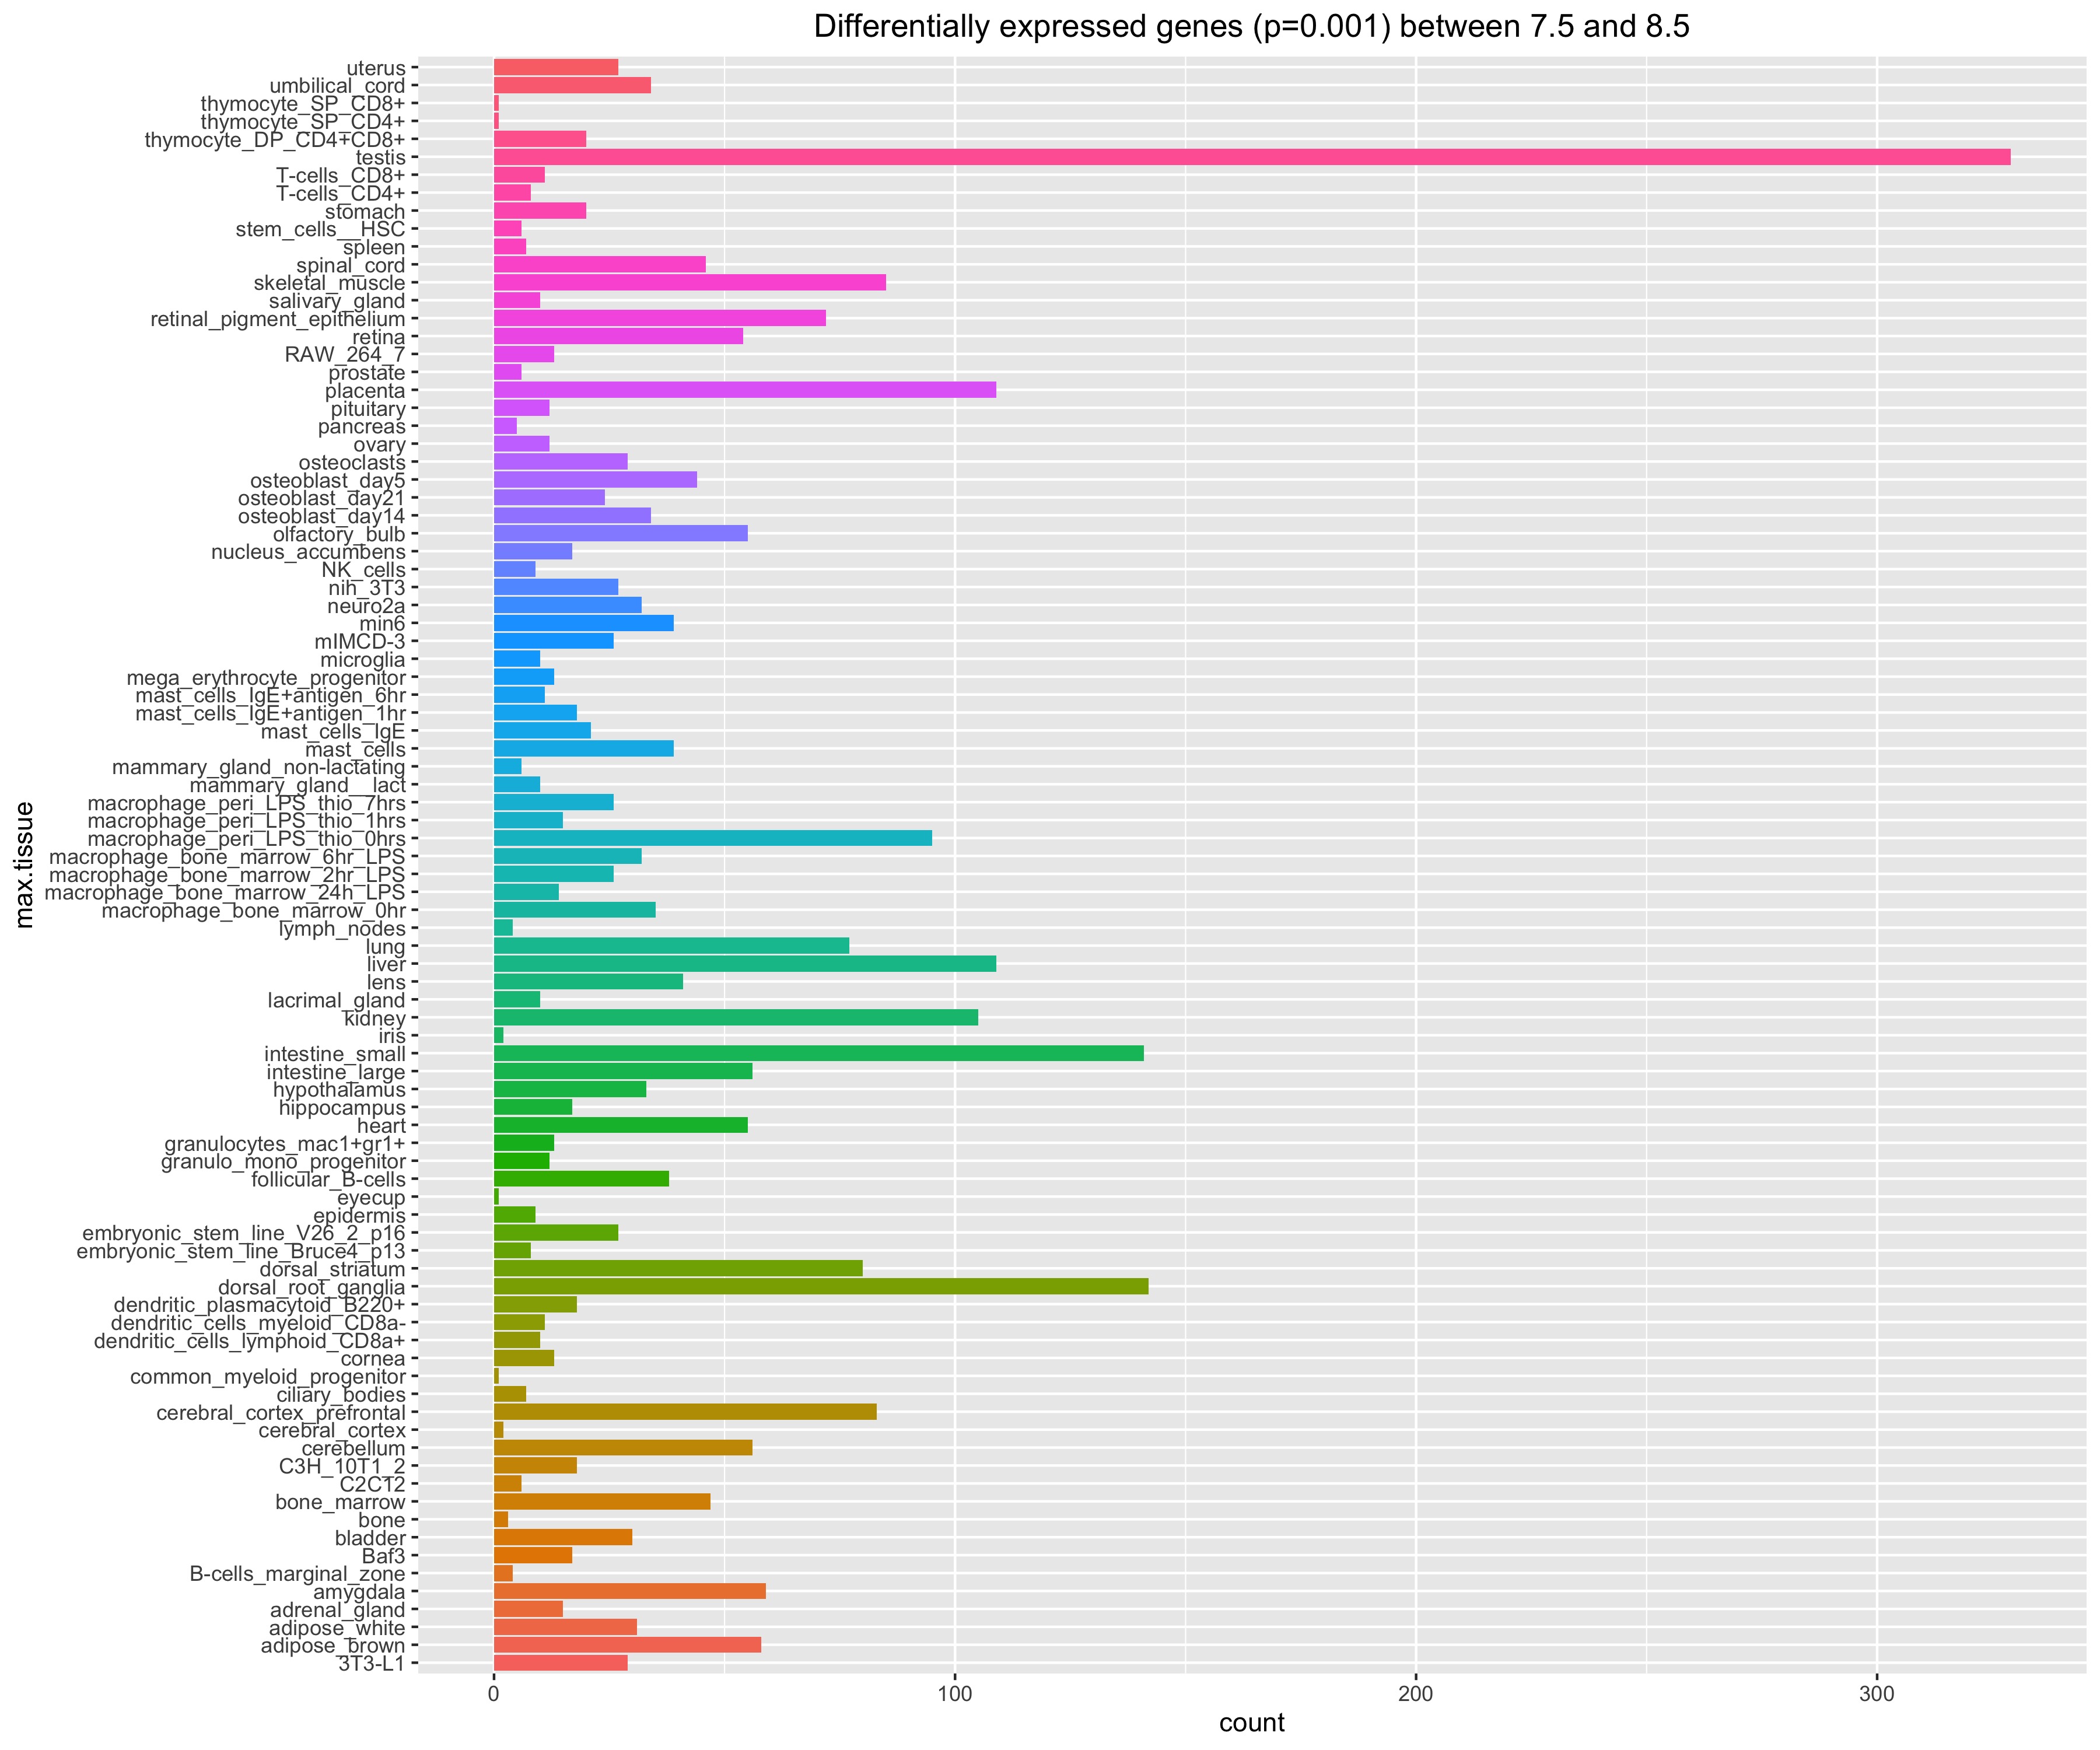 Differentially expressed genes (p=0.001) between 7.5 and 8.5
max.tissue
uterus
umbilical_cord
thymocyte_SP_CD8+
thymocyte_SP_CD4+
thymocyte_DP_CD4+CD8+
testis
T-cells_CD8+
T-cells_CD4+
stomach
stem_cells__HSC
spleen
spinal_cord
skeletal_muscle
salivary_gland
retinal_pigment_epithelium
retina
RAW_264_7
prostate
placenta
pituitary
pancreas
ovary
osteoclasts
osteoblast_day5
osteoblast_day21
osteoblast_day14
olfactory_bulb
nucleus_accumbens
NK_cells
nih_3T3
neuro2a
min6
mIMCD-3
microglia
mega_erythrocyte_progenitor
mast_cells_IgE+antigen_6hr
mast_cells_IgE+antigen_1hr
mast_cells_IgE
mast_cells
mammary_gland_non-lactating
mammary_gland__lact
macrophage_peri_LPS_thio_7hrs
macrophage_peri_LPS_thio_1hrs
macrophage_peri_LPS_thio_0hrs
macrophage_bone_marrow_6hr_LPS
macrophage_bone_marrow_2hr_LPS
macrophage_bone_marrow_24h_LPS
macrophage_bone_marrow_0hr
lymph_nodes
lung
liver
lens
lacrimal_gland
kidney
iris
intestine_small
intestine_large
hypothalamus
hippocampus
heart
granulocytes_mac1+gr1+
granulo_mono_progenitor
follicular_B-cells
eyecup
epidermis
embryonic_stem_line_V26_2_p16
embryonic_stem_line_Bruce4_p13
dorsal_striatum
dorsal_root_ganglia
dendritic_plasmacytoid_B220+
dendritic_cells_myeloid_CD8a-
dendritic_cells_lymphoid_CD8a+
cornea
common_myeloid_progenitor
ciliary_bodies
cerebral_cortex_prefrontal
cerebral_cortex
cerebellum
C3H_10T1_2
C2C12
bone_marrow
bone
bladder
Baf3
B-cells_marginal_zone
amygdala
adrenal_gland
adipose_white
adipose_brown
3T3-L1
0 100 200 300
count